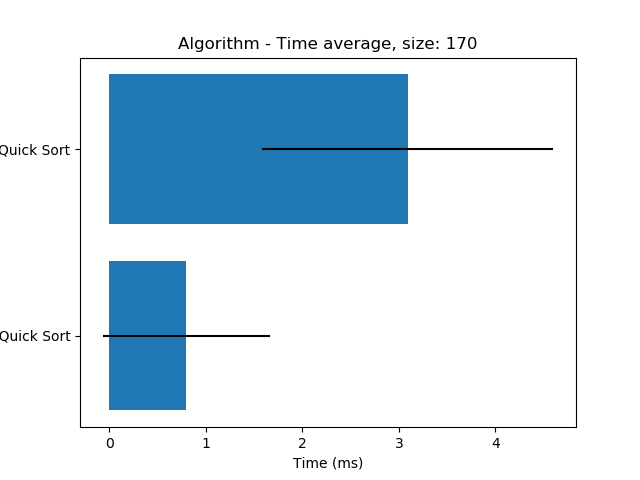 Algorithm - Time average, size: 170
Quick Sort
Quick Sort
0 1 2 3 4
Time (ms)